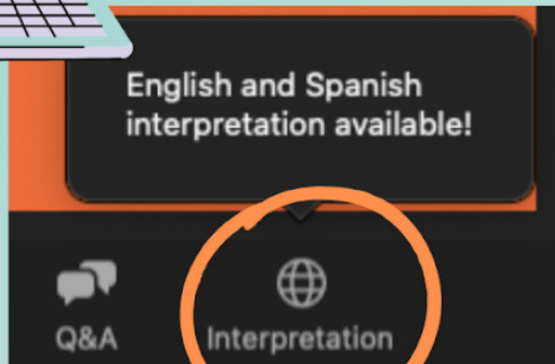 English and Spanish
interpretation available!
Q&A
Interpretation